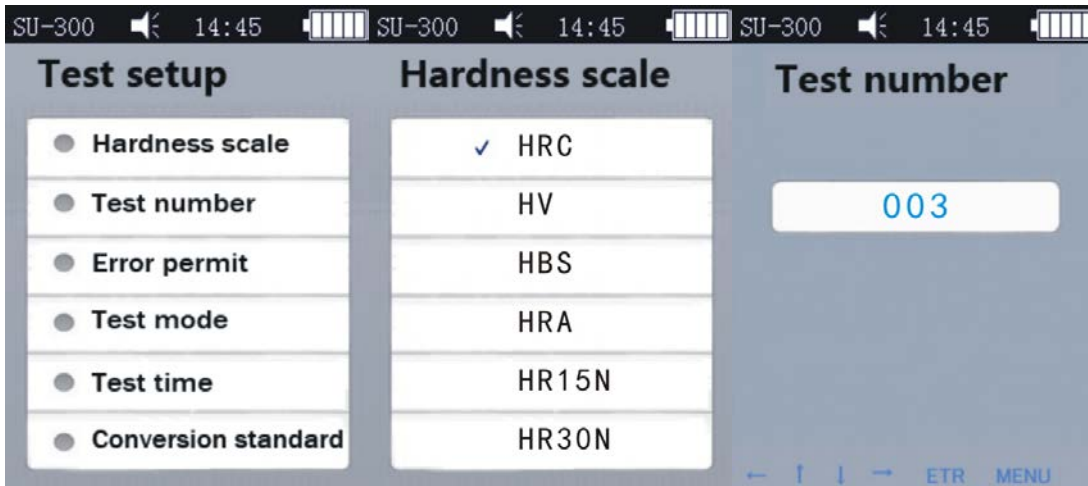 SU-300 14:45
Test setup
Hardness scale
Test number
Error permit
Test mode
Test time
Conversion standard
SU-300 14:45
Hardness scale
✓ HRC
HV
HBS
HRA
HR15N
HR30N
SU-300 14:45
Test number
003
← ↑ ↓ → ETR MENU